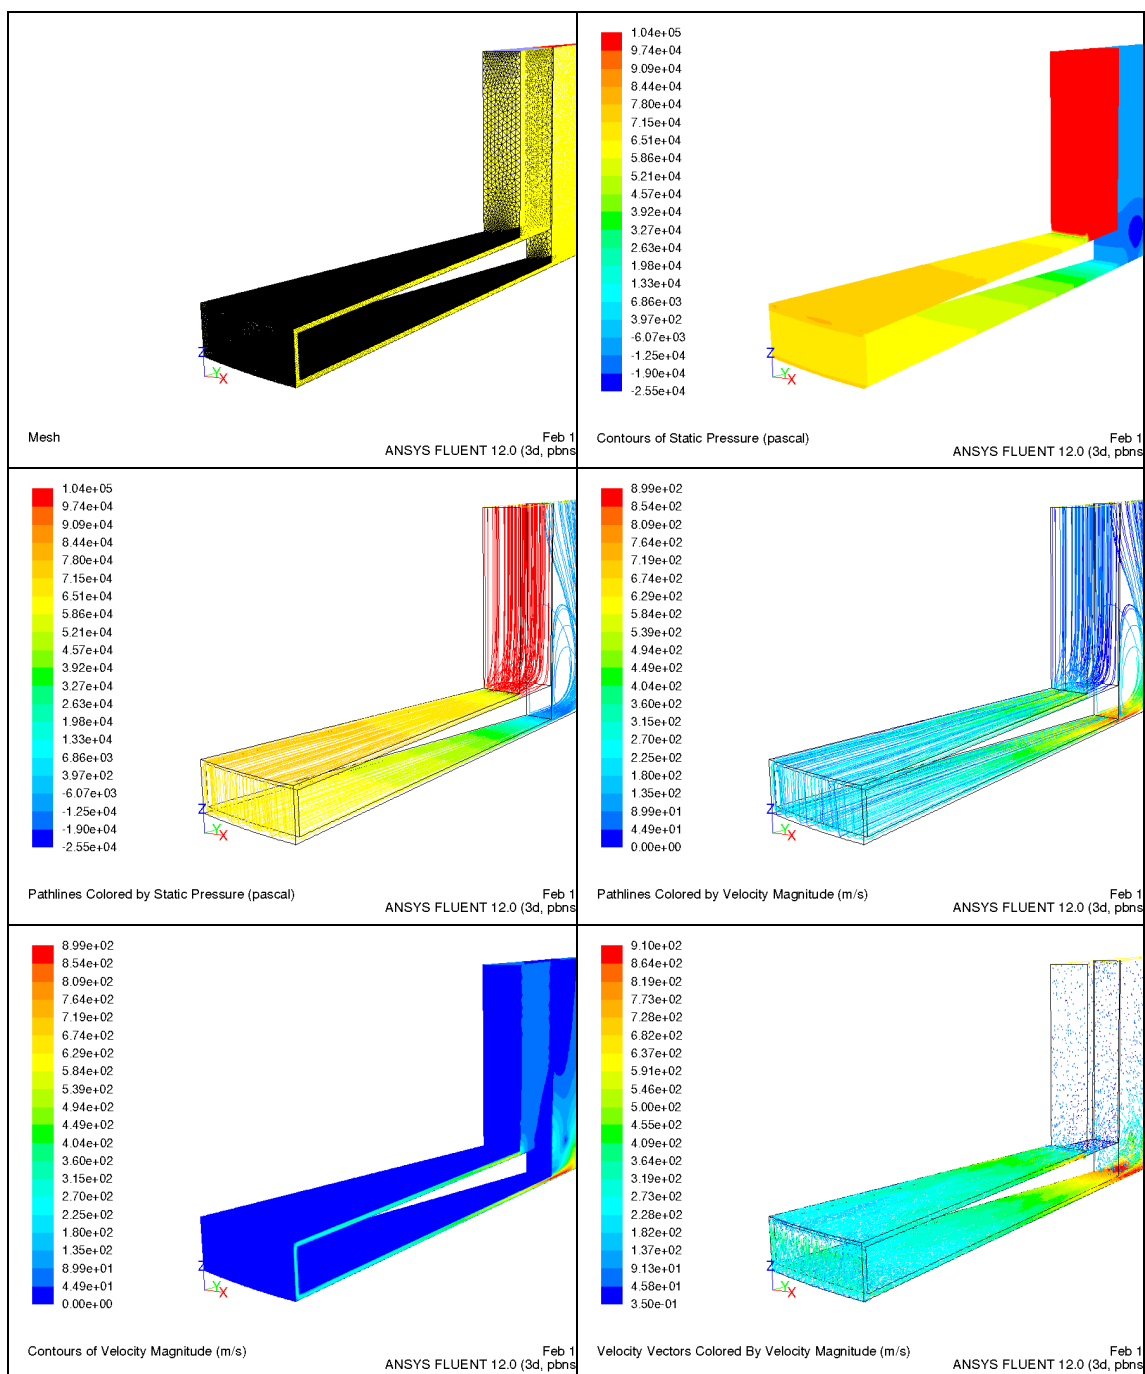 Z
Y
X
Mesh
Feb 1
ANSYS FLUENT 12.0 (3d, pbns
1.04e+05
9.74e+04
9.09e+04
8.44e+04
7.80e+04
7.15e+04
6.51e+04
5.86e+04
5.21e+04
4.57e+04
3.92e+04
3.27e+04
2.63e+04
1.98e+04
1.33e+04
6.86e+03
3.97e+02
-6.07e+03
-1.25e+04
-1.90e+04
-2.55e+04
Z
Y
X
Contours of Static Pressure (pascal)
Feb 1
ANSYS FLUENT 12.0 (3d, pbns
1.04e+05
9.74e+04
9.09e+04
8.44e+04
7.80e+04
7.15e+04
6.51e+04
5.86e+04
5.21e+04
4.57e+04
3.92e+04
3.27e+04
2.63e+04
1.98e+04
1.33e+04
6.86e+03
3.97e+02
-6.07e+03
-1.25e+04
-1.90e+04
-2.55e+04
Z
Y
X
Pathlines Colored by Static Pressure (pascal)
Feb 1
ANSYS FLUENT 12.0 (3d, pbns
8.99e+02
8.54e+02
8.09e+02
7.64e+02
7.19e+02
6.74e+02
6.29e+02
5.84e+02
5.39e+02
4.94e+02
4.49e+02
4.04e+02
3.60e+02
3.15e+02
2.70e+02
2.25e+02
1.80e+02
1.35e+02
8.99e+01
4.49e+01
0.00e+00
Z
Y
X
Pathlines Colored by Velocity Magnitude (m/s)
Feb 1
ANSYS FLUENT 12.0 (3d, pbns
8.99e+02
8.54e+02
8.09e+02
7.64e+02
7.19e+02
6.74e+02
6.29e+02
5.84e+02
5.39e+02
4.94e+02
4.49e+02
4.04e+02
3.60e+02
3.15e+02
2.70e+02
2.25e+02
1.80e+02
1.35e+02
8.99e+01
4.49e+01
0.00e+00
Z
Y
X
Contours of Velocity Magnitude (m/s)
Feb 1
ANSYS FLUENT 12.0 (3d, pbns
9.10e+02
8.64e+02
8.19e+02
7.73e+02
7.28e+02
6.82e+02
6.37e+02
5.91e+02
5.46e+02
5.00e+02
4.55e+02
4.09e+02
3.64e+02
3.19e+02
2.73e+02
2.28e+02
1.82e+02
1.37e+02
9.13e+01
4.58e+01
3.50e-01
Z
Y
X
Velocity Vectors Colored By Velocity Magnitude (m/s)
Feb 1
ANSYS FLUENT 12.0 (3d, pbns